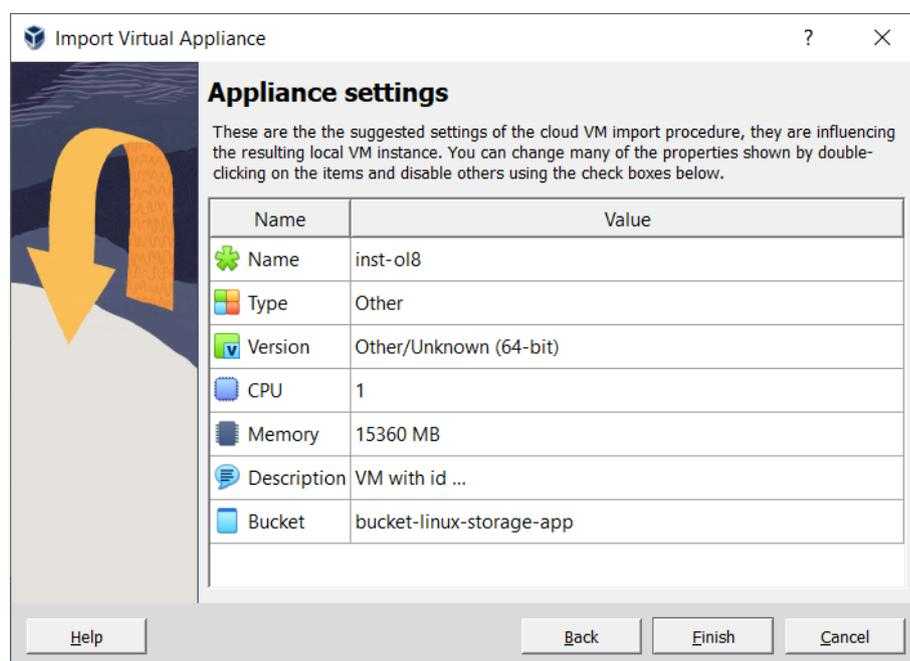 Import Virtual Appliance
?
Appliance settings
These are the the suggested settings of the cloud VM import procedure, they are influencing
the resulting local VM instance. You can change many of the properties shown by double-
clicking on the items and disable others using the check boxes below.
Name Value
Name inst-ol8
Type Other
V Version Other/Unknown (64-bit)
CPU 1
Memory 15360 MB
Description VM with id ...
Bucket bucket-linux-storage-app
Help Back Finish Cancel